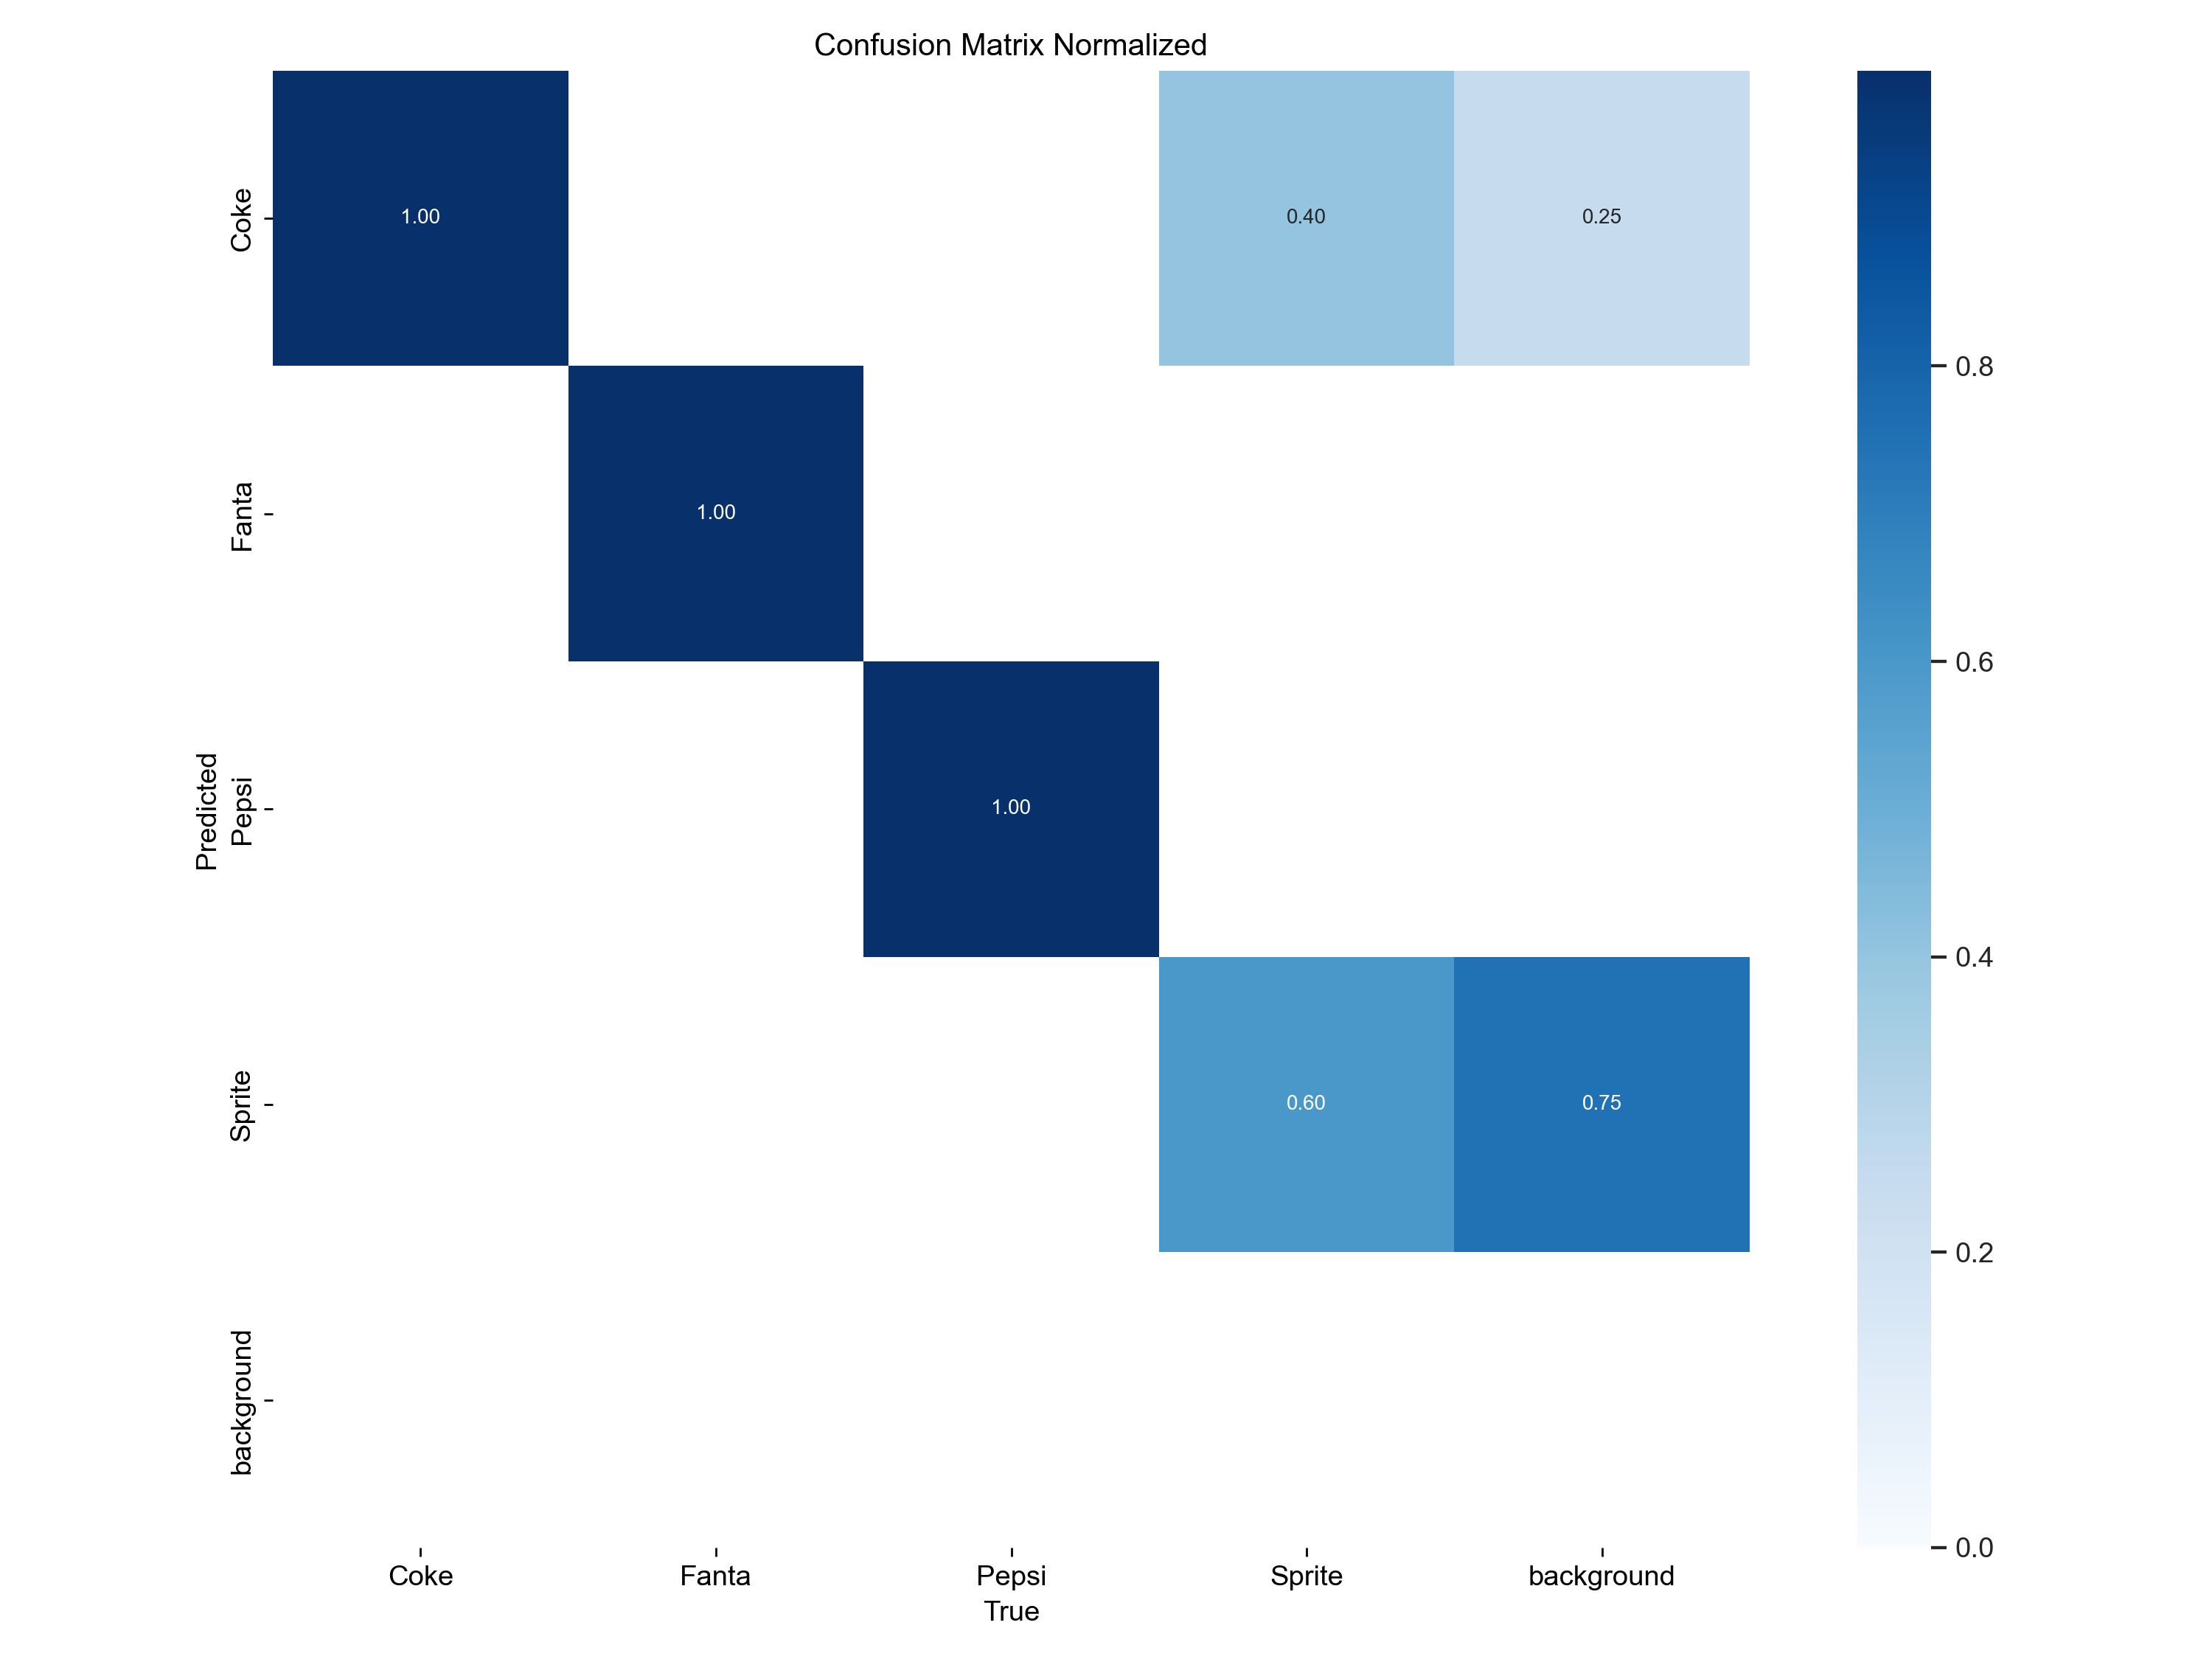 Confusion Matrix Normalized
Coke
1.00
0.40
0.25
0.8
Fanta
1.00
0.6
Predicted
Pepsi
1.00
0.4
Sprite
0.60
0.75
0.2
background
0.0
Coke
Fanta
Pepsi
Sprite
background
True